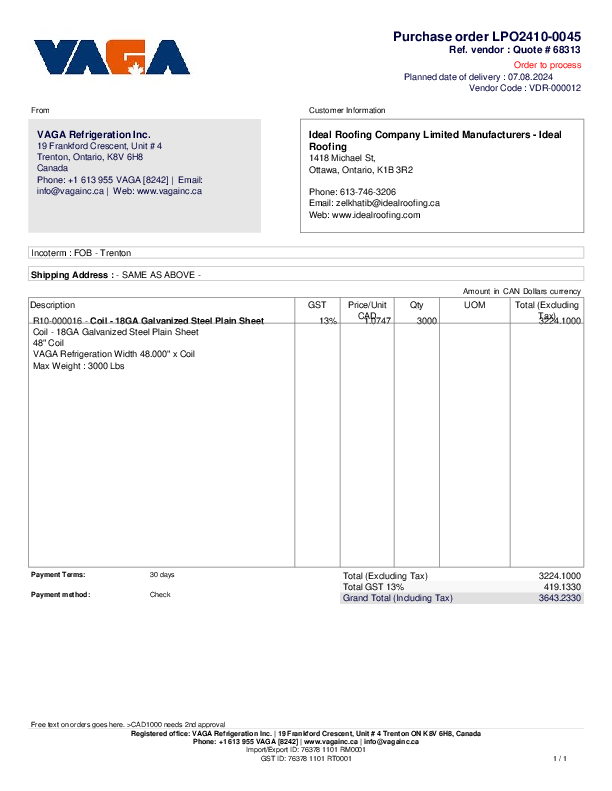 VAGA
Purchase order LPO2410-0045
Ref. vendor : Quote # 68313
Order to process
Planned date of delivery : 07.08.2024
Vendor Code : VDR-000012
From
Customer Information
VAGA Refrigeration Inc.
19 Frankford Crescent, Unit # 4
Trenton, Ontario, K8V 6H8
Canada
Phone: +1 613 955 VAGA [8242] | Email:
info@vagainc.ca | Web: www.vagainc.ca
Ideal Roofing Company Limited Manufacturers - Ideal
Roofing
1418 Michael St,
Ottawa, Ontario, K1B 3R2
Phone: 613-746-3206
Email: zelkhatib@idealroofing.ca
Web: www.idealroofing.com
Incoterm : FOB - Trenton
Shipping Address : - SAME AS ABOVE -
Amount in CAN Dollars currency
Description GST Price/Unit CAD Qty UOM Total (Excluding Tax)
R10-000016 - Coil - 18GA Galvanized Steel Plain Sheet 13% 1.0747 3000 3224.1000
Coil - 18GA Galvanized Steel Plain Sheet
48" Coil
VAGA Refrigeration Width 48.000" x Coil
Max Weight : 3000 Lbs
Payment Terms: 30 days
Payment method: Check
Total (Excluding Tax) 3224.1000
Total GST 13% 419.1330
Grand Total (Including Tax) 3643.2330
Free text on orders goes here. >CAD1000 needs 2nd approval
Registered office: VAGA Refrigeration Inc. | 19 Frankford Crescent, Unit # 4 Trenton ON K8V 6H8, Canada
Phone: +1 613 955 VAGA [8242] | www.vagainc.ca | info@vagainc.ca
Import/Export ID: 76378 1101 RM0001
GST ID: 76378 1101 RT0001
1 / 1